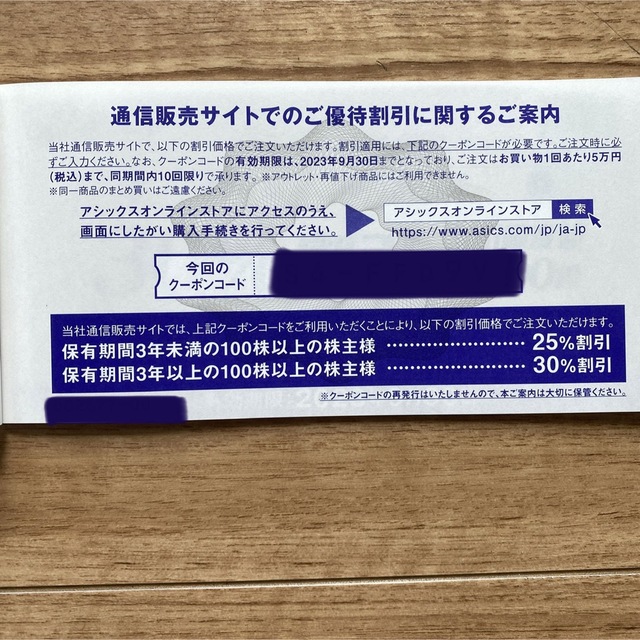 通信販売サイトでのご優待割引に関するご案内
当社通信販売サイトで、以下の割引価格でご注文いただけます。割引適用には、下記のクーポンコードが必要です。ご注文時に必
ずご入力ください。なお、クーポンコードの有効期限は、2023年9月30日までとなっており、ご注文はお買い物1回あたり5万円
(税込)まで、同期間内10回限りで承ります。 ※アウトレット・再値下げ商品にはご利用できません。
※同一商品のまとめ買いはご遠慮ください。
アシックスオンラインストアにアクセスのうえ、
画面にしたがい購入手続きを行ってください。
アシックスオンラインストア 検索
https://www.asics.com/jp/ja-jp
今回の
クーポンコード
当社通信販売サイトでは、上記クーポンコードをご利用いただくことにより、以下の割引価格でご注文いただけます。
保有期間3年未満の100株以上の株主様 ………………… 25%割引
保有期間3年以上の100株以上の株主様 ………………… 30%割引
※クーポンコードの再発行はいたしませんので、本ご案内は大切に保管ください。